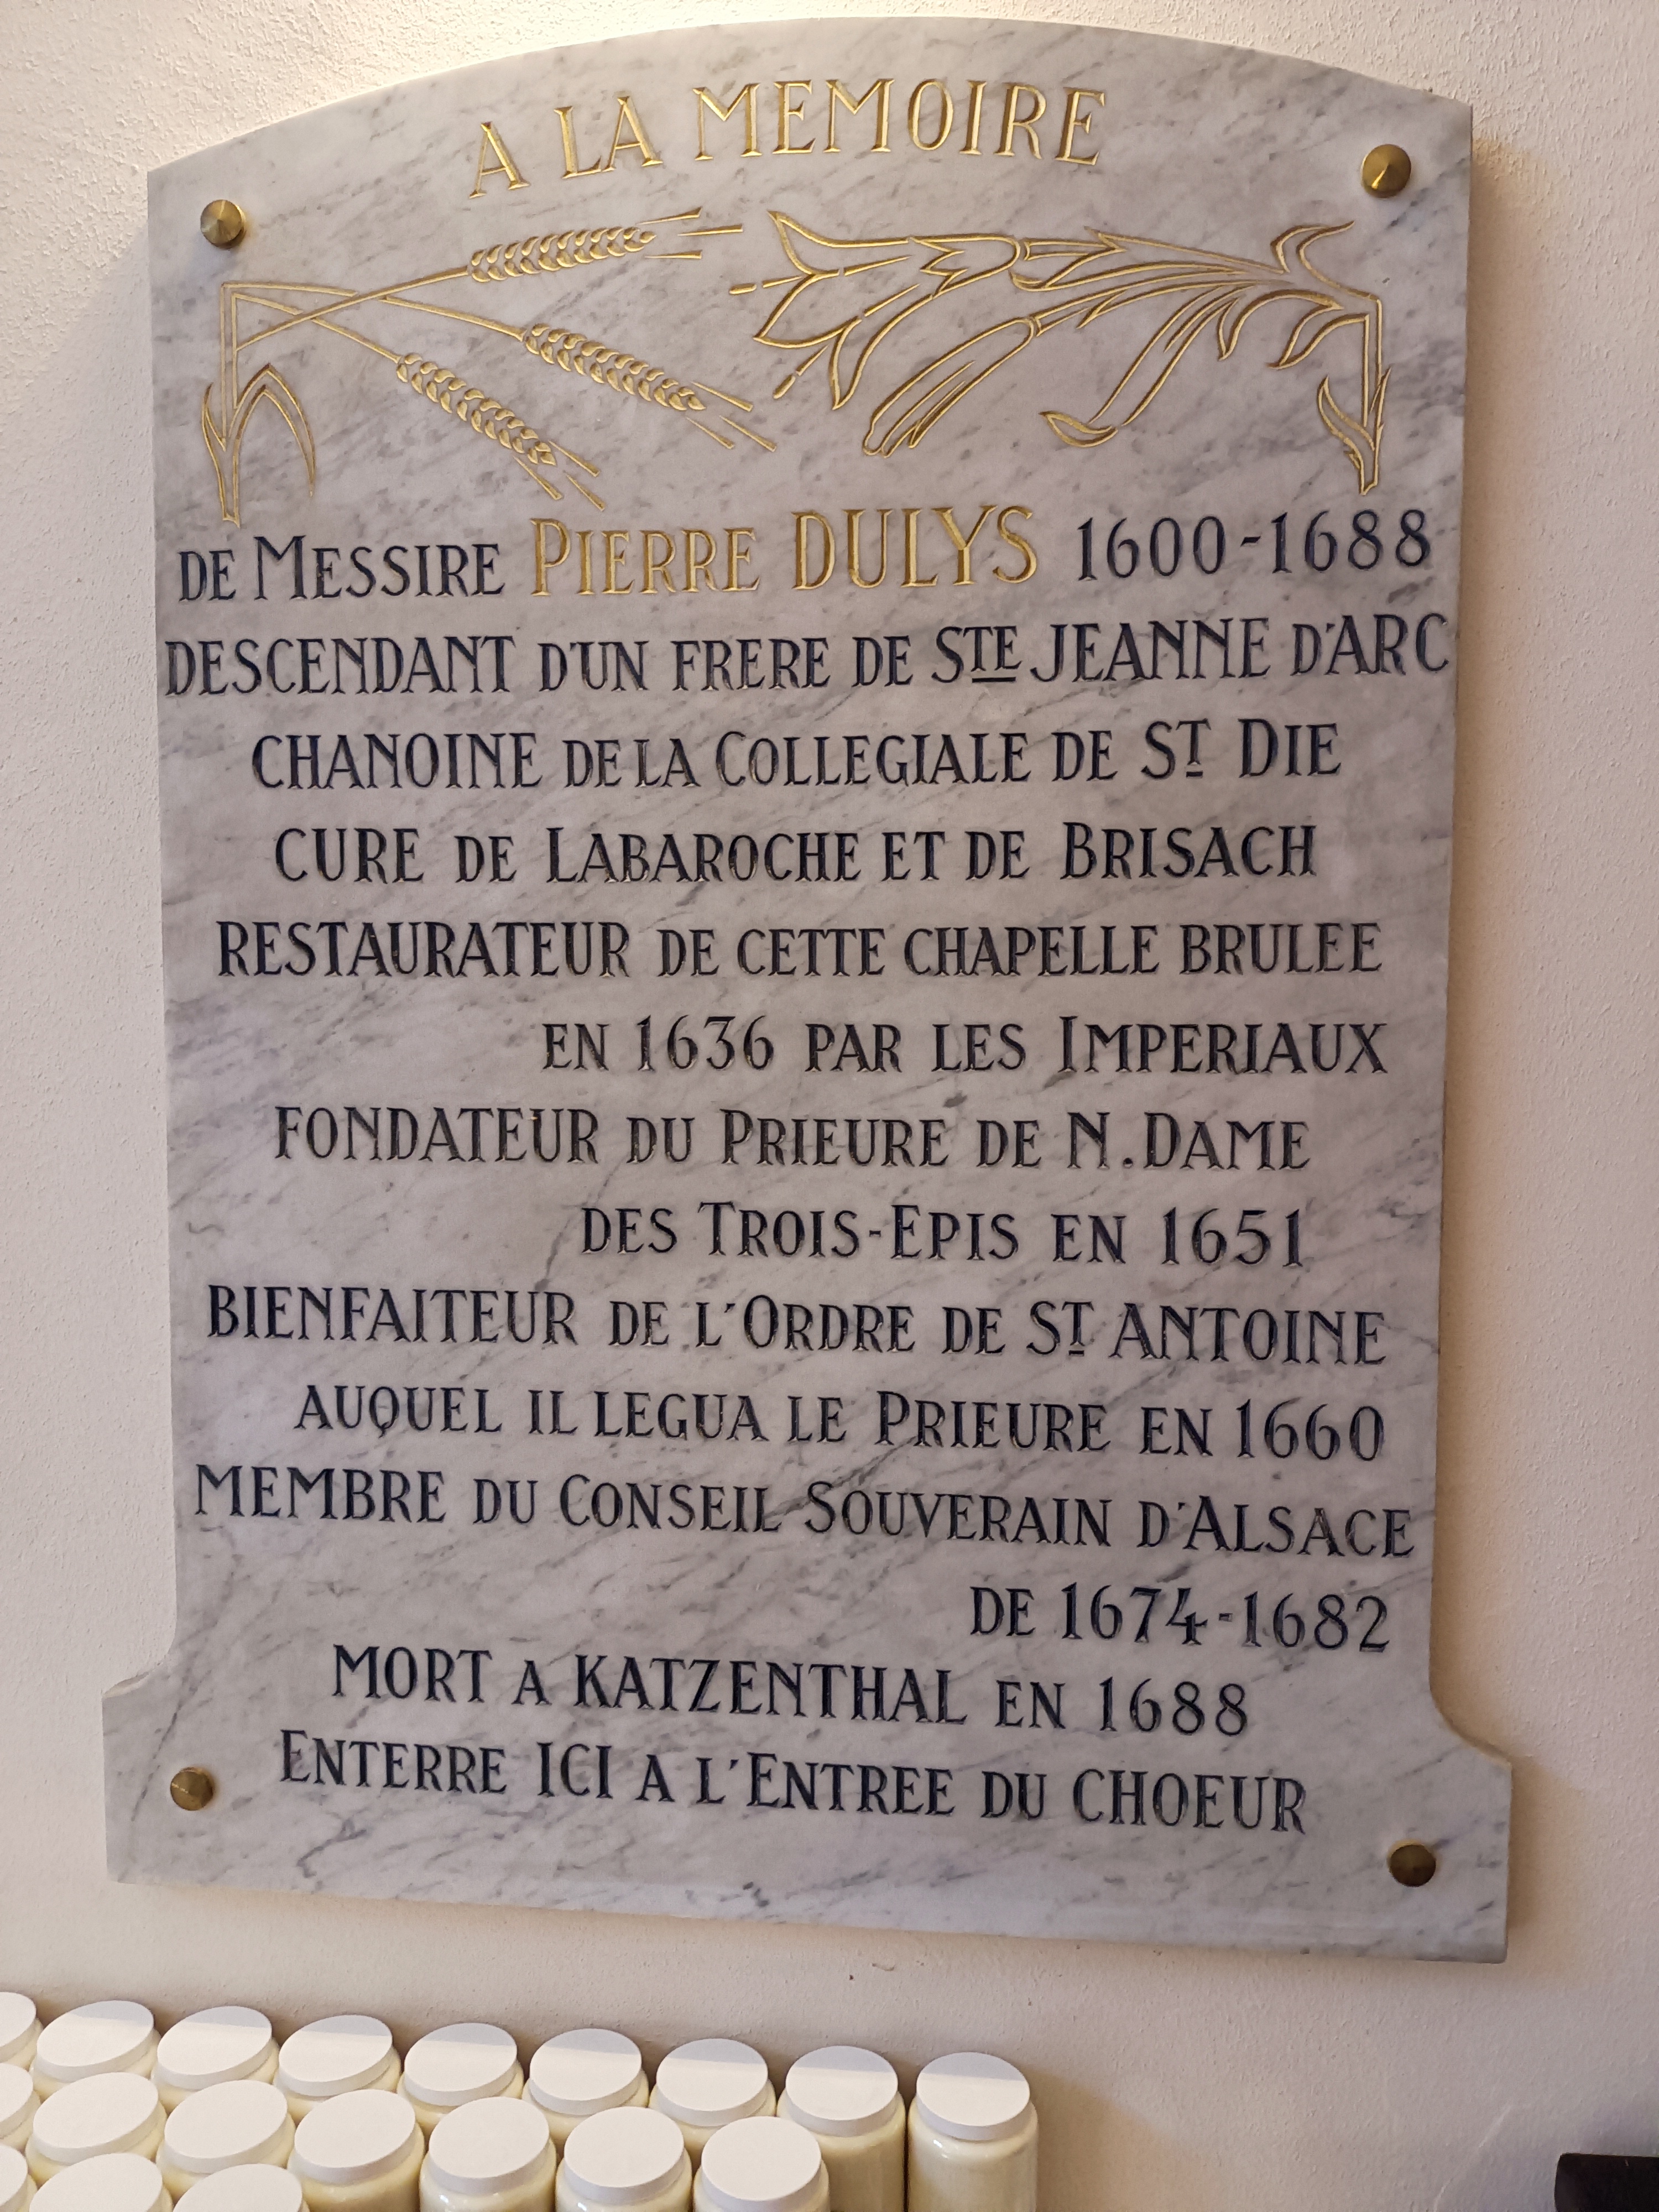 A LA MEMOIRE
DE MESSIRE PIERRE DULYS 1600-1688
DESCENDANT D'UN FRERE DE STE JEANNE D'ARC
CHANOINE DE LA COLLEGIALE DE ST DIE
CURE DE LABAROCHE ET DE BRISACH
RESTAURATEUR DE CETTE CHAPELLE BRULEE
EN 1636 PAR LES IMPERIAUX
FONDATEUR DU PRIEURE DE N.DAME
DES TROIS-EPIS EN 1651
BIENFAITEUR DE L'ORDRE DE ST ANTOINE
AUQUEL IL LEGUA LE PRIEURE EN 1660
MEMBRE DU CONSEIL SOUVERAIN D'ALSACE
DE 1674-1682
MORT A KATZENTHAL EN 1688
ENTERRE ICI A L'ENTREE DU CHOEUR